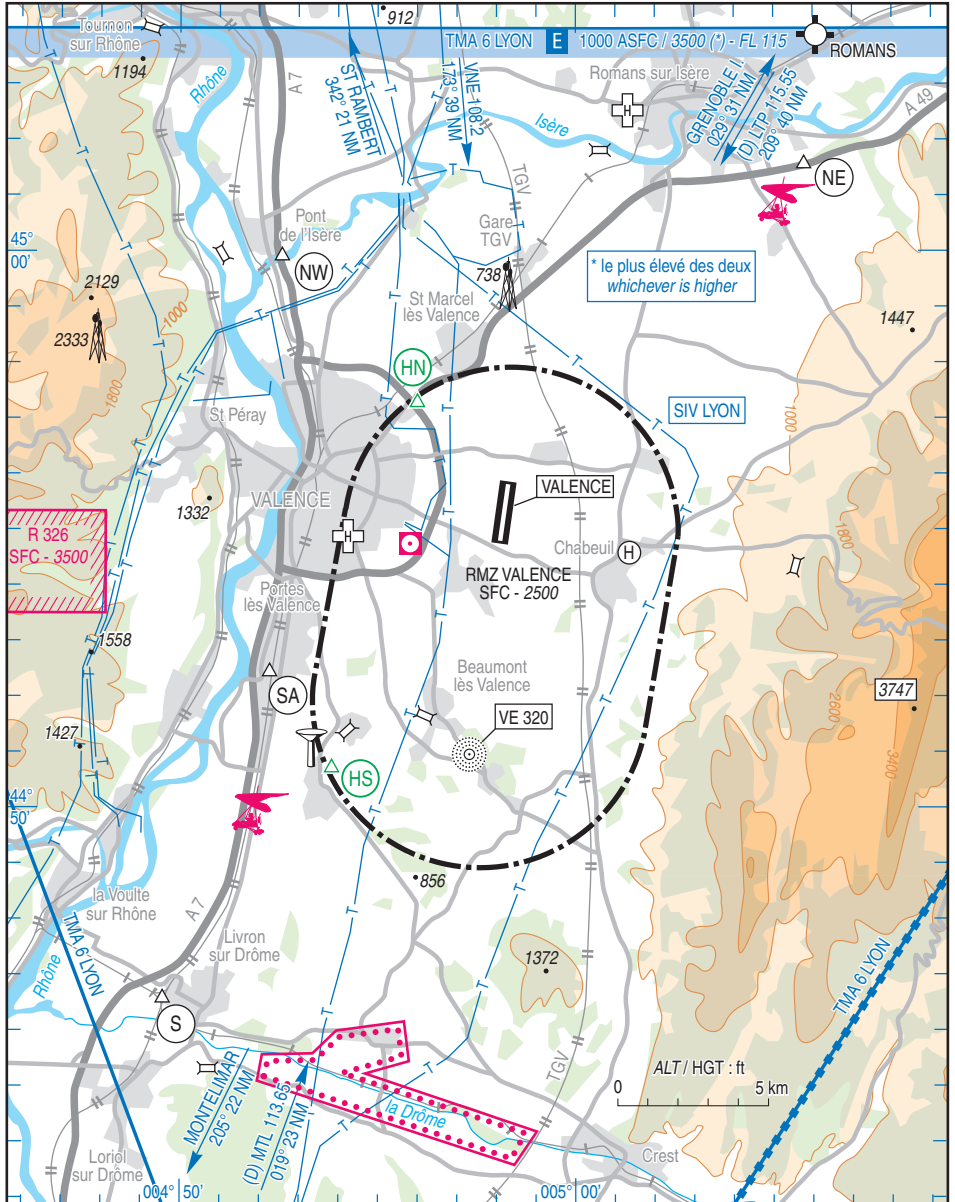 912
Tournon
sur Rhône
1194
TMA 6 LYON E 1000 ASFC / 3500 (*) - FL 115
ROMANS
Romans sur Isère
H
Rhône
A 7
ST RAMBERT
342° 21 NM
VNE 108.2
173° 39 NM
Isère
GRENOBLE I.
029° 31 NM
(D) LTP 115.55
209° 40 NM
A 49
NE
TGV
Pont
de l'Isère
NW
Gare
TGV
738
45°
00'
* le plus élevé des deux
whichever is higher
2129
2333
1000
1800
1447
St Marcel
lès Valence
HN
St Péray
SIV LYON
1000
VALENCE
VALENCE
1332
R 326
SFC - 3500
H
Chabeuil
H
1800
RMZ VALENCE
SFC - 2500
Portes
lès Valence
1558
SA
Beaumont
lès Valence
VE 320
3747
2600
3400
1427
HS
44°
50'
856
la Voulte
sur Rhône
A 7
TMA 6 LYON
Livron
sur Drôme
1372
Rhône
S
TMA 6 LYON
MONTELIMAR
205° 22 NM
(D) MTL 113.65
019° 23 NM
la Drôme
TGV
ALT / HGT : ft
0
5 km
Crest
Loriol
sur Drôme
004° 50'
005° 00'